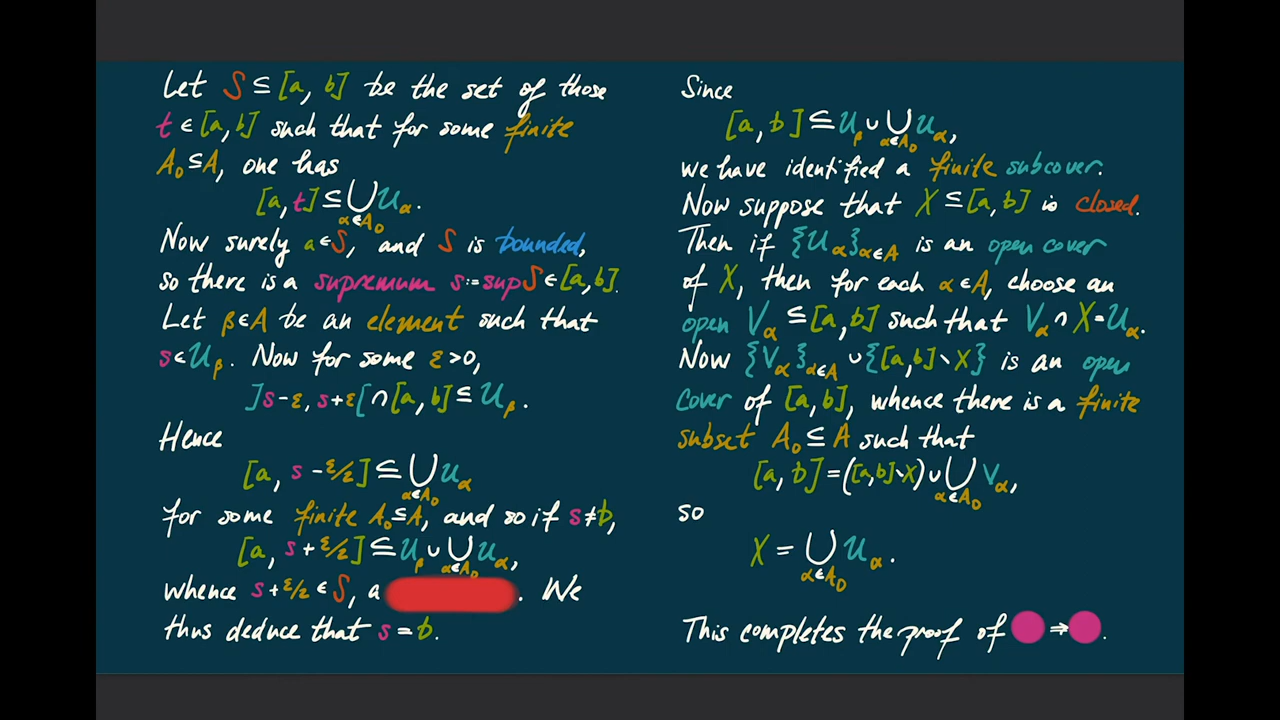 Let S ⊆ [a, b] be the set of those
t ∈ [a, b] such that for some finite
A₀ ⊆ A, one has
[a, t] ⊆ ⋃_{α∈A₀} U_α.
Now surely a ∈ S, and S is bounded,
so there is a supremum s := sup S ∈ [a, b].
Let β ∈ A be an element such that
s ∈ U_β. Now for some ε > 0,
]s - ε, s + ε[ ∩ [a, b] ⊆ U_β.
Hence
[a, s - ε/2] ⊆ ⋃_{α∈A₀} U_α
for some finite A₀ ⊆ A, and so if s ≠ b,
[a, s + ε/2] ⊆ U_β ∪ ⋃_{α∈A₀} U_α,
whence s + ε/2 ∈ S, a . We
thus deduce that s = b.
Since
[a, b] ⊆ U_β ∪ ⋃_{α∈A₀} U_α,
we have identified a finite subcover.
Now suppose that X ⊆ [a, b] is closed.
Then if {U_α}_{α∈A} is an open cover
of X, then for each α ∈ A, choose an
open V_α ⊆ [a, b] such that V_α ∩ X = U_α.
Now {V_α}_{α∈A} ∪ {[a, b] ∖ X} is an open
cover of [a, b], whence there is a finite
subset A₀ ⊆ A such that
[a, b] = ([a, b] ∖ X) ∪ ⋃_{α∈A₀} V_α,
so
X = ⋃_{α∈A₀} U_α.
This completes the proof of ⇒ .